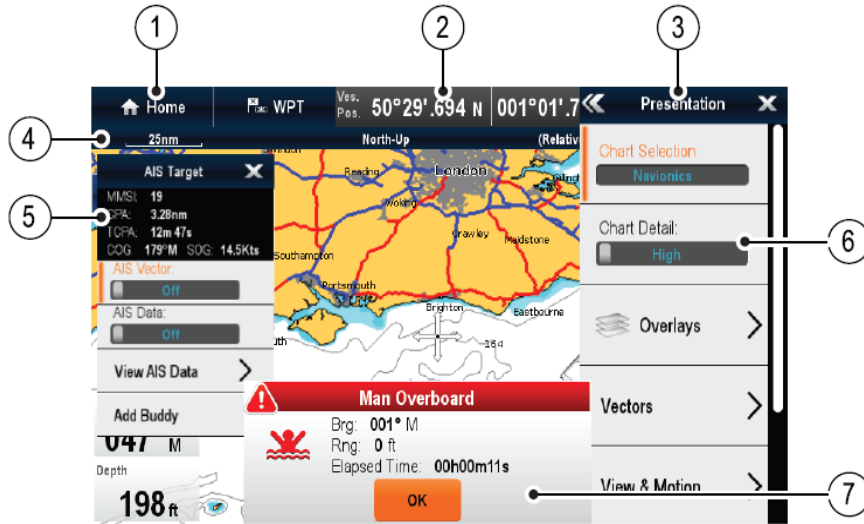 1 2 3
Home WPT Ves. Pos. 50°29'.694 N 001°01'.7 Presentation
4 25nm North-Up (Relativ
AIS Target
MMSI: 19
5 CPA: 3.28nm
TCPA: 12m 47s
COG: 179°M SOG: 14.5Kts
AIS Vector:
Off
AIS Data:
Off
View AIS Data
Add Buddy
047 M
Depth
198 ft
Reading London
Woking
Crawley Maidstone
Southampton
Portsmouth
Brighton Eastbourne
164
Chart Selection:
Navionics
Chart Detail:
High 6
Overlays
Vectors
View & Motion
Man Overboard
Brg: 001° M
Rng: 0 ft
Elapsed Time: 00h00m11s
OK
7